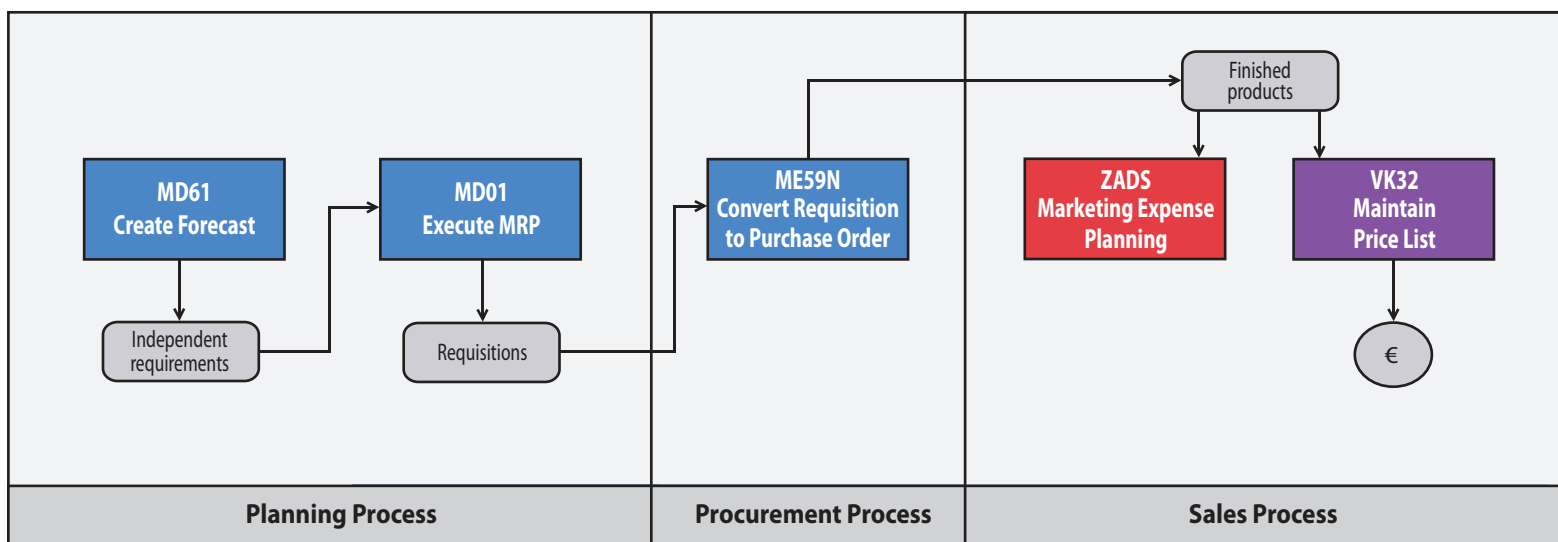 MD61
Create Forecast
Independent
requirements
MD01
Execute MRP
Requisitions
ME59N
Convert Requisition
to Purchase Order
Finished
products
ZADS
Marketing Expense
Planning
VK32
Maintain
Price List
€
Planning Process
Procurement Process
Sales Process